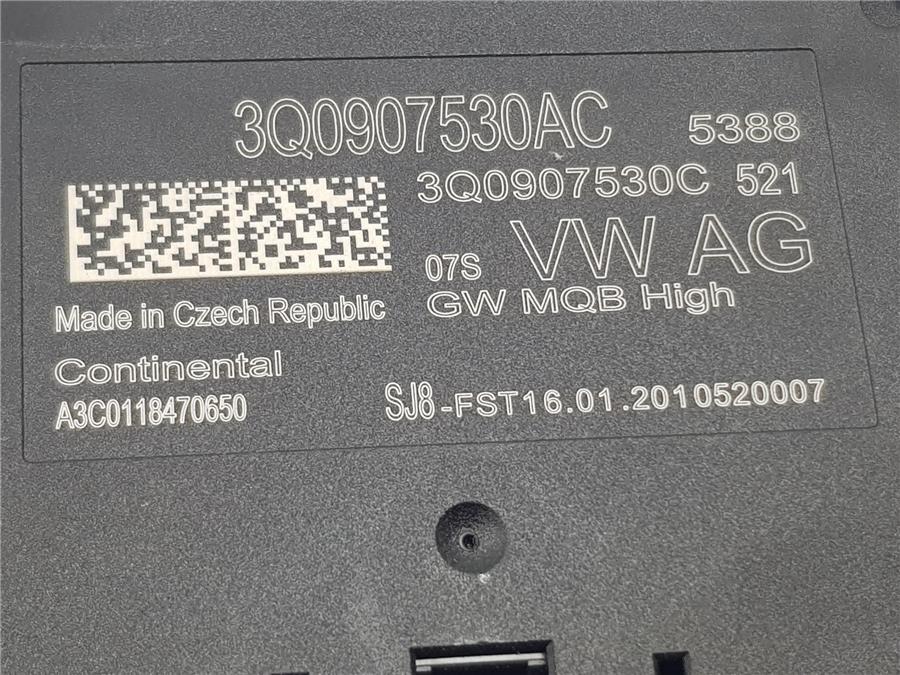 3Q0907530AC 5388
3Q0907530C 521
07S VW AG
GW MQB High
Made in Czech Republic
Continental
A3C0118470650
SJ8-FST16.01.2010520007